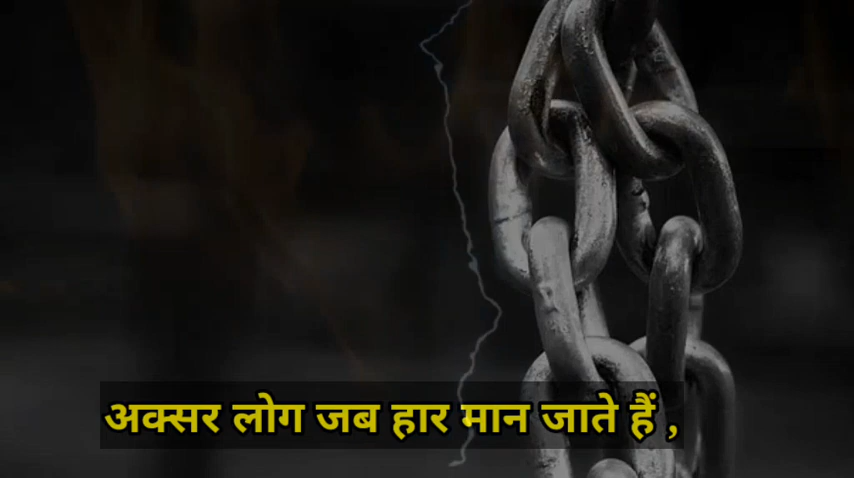 अक्सर लोग जब हार मान जाते हैं ,